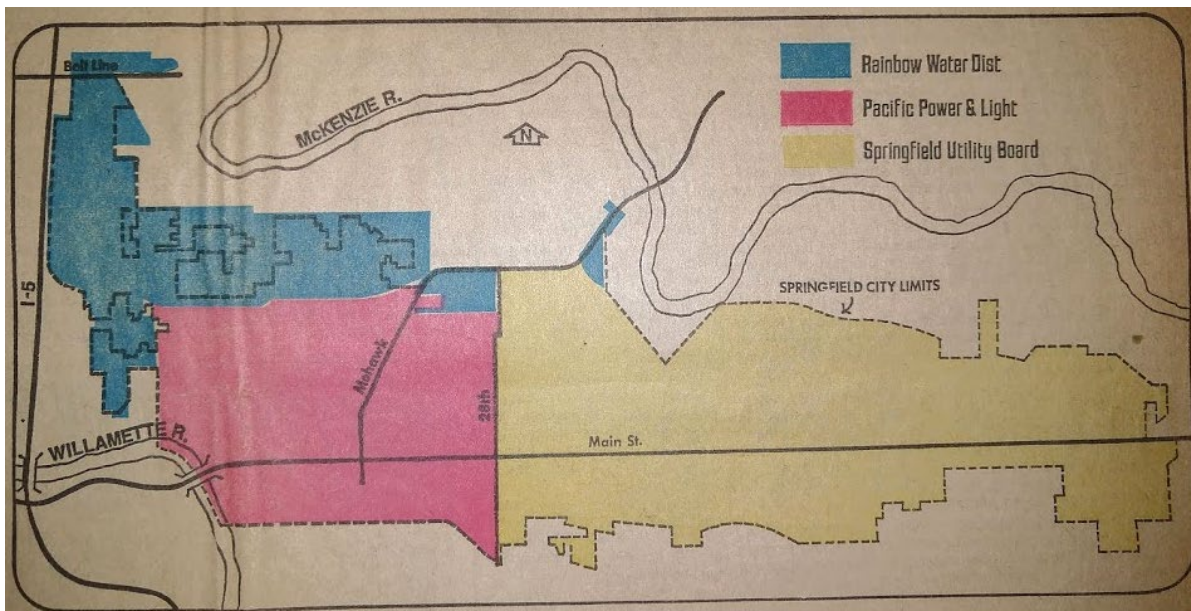 Belt Line
McKENZIE R.
N
Rainbow Water Dist
Pacific Power & Light
Springfield Utility Board
I-5
SPRINGFIELD CITY LIMITS
Mohawk
28th
WILLAMETTE R.
Main St.